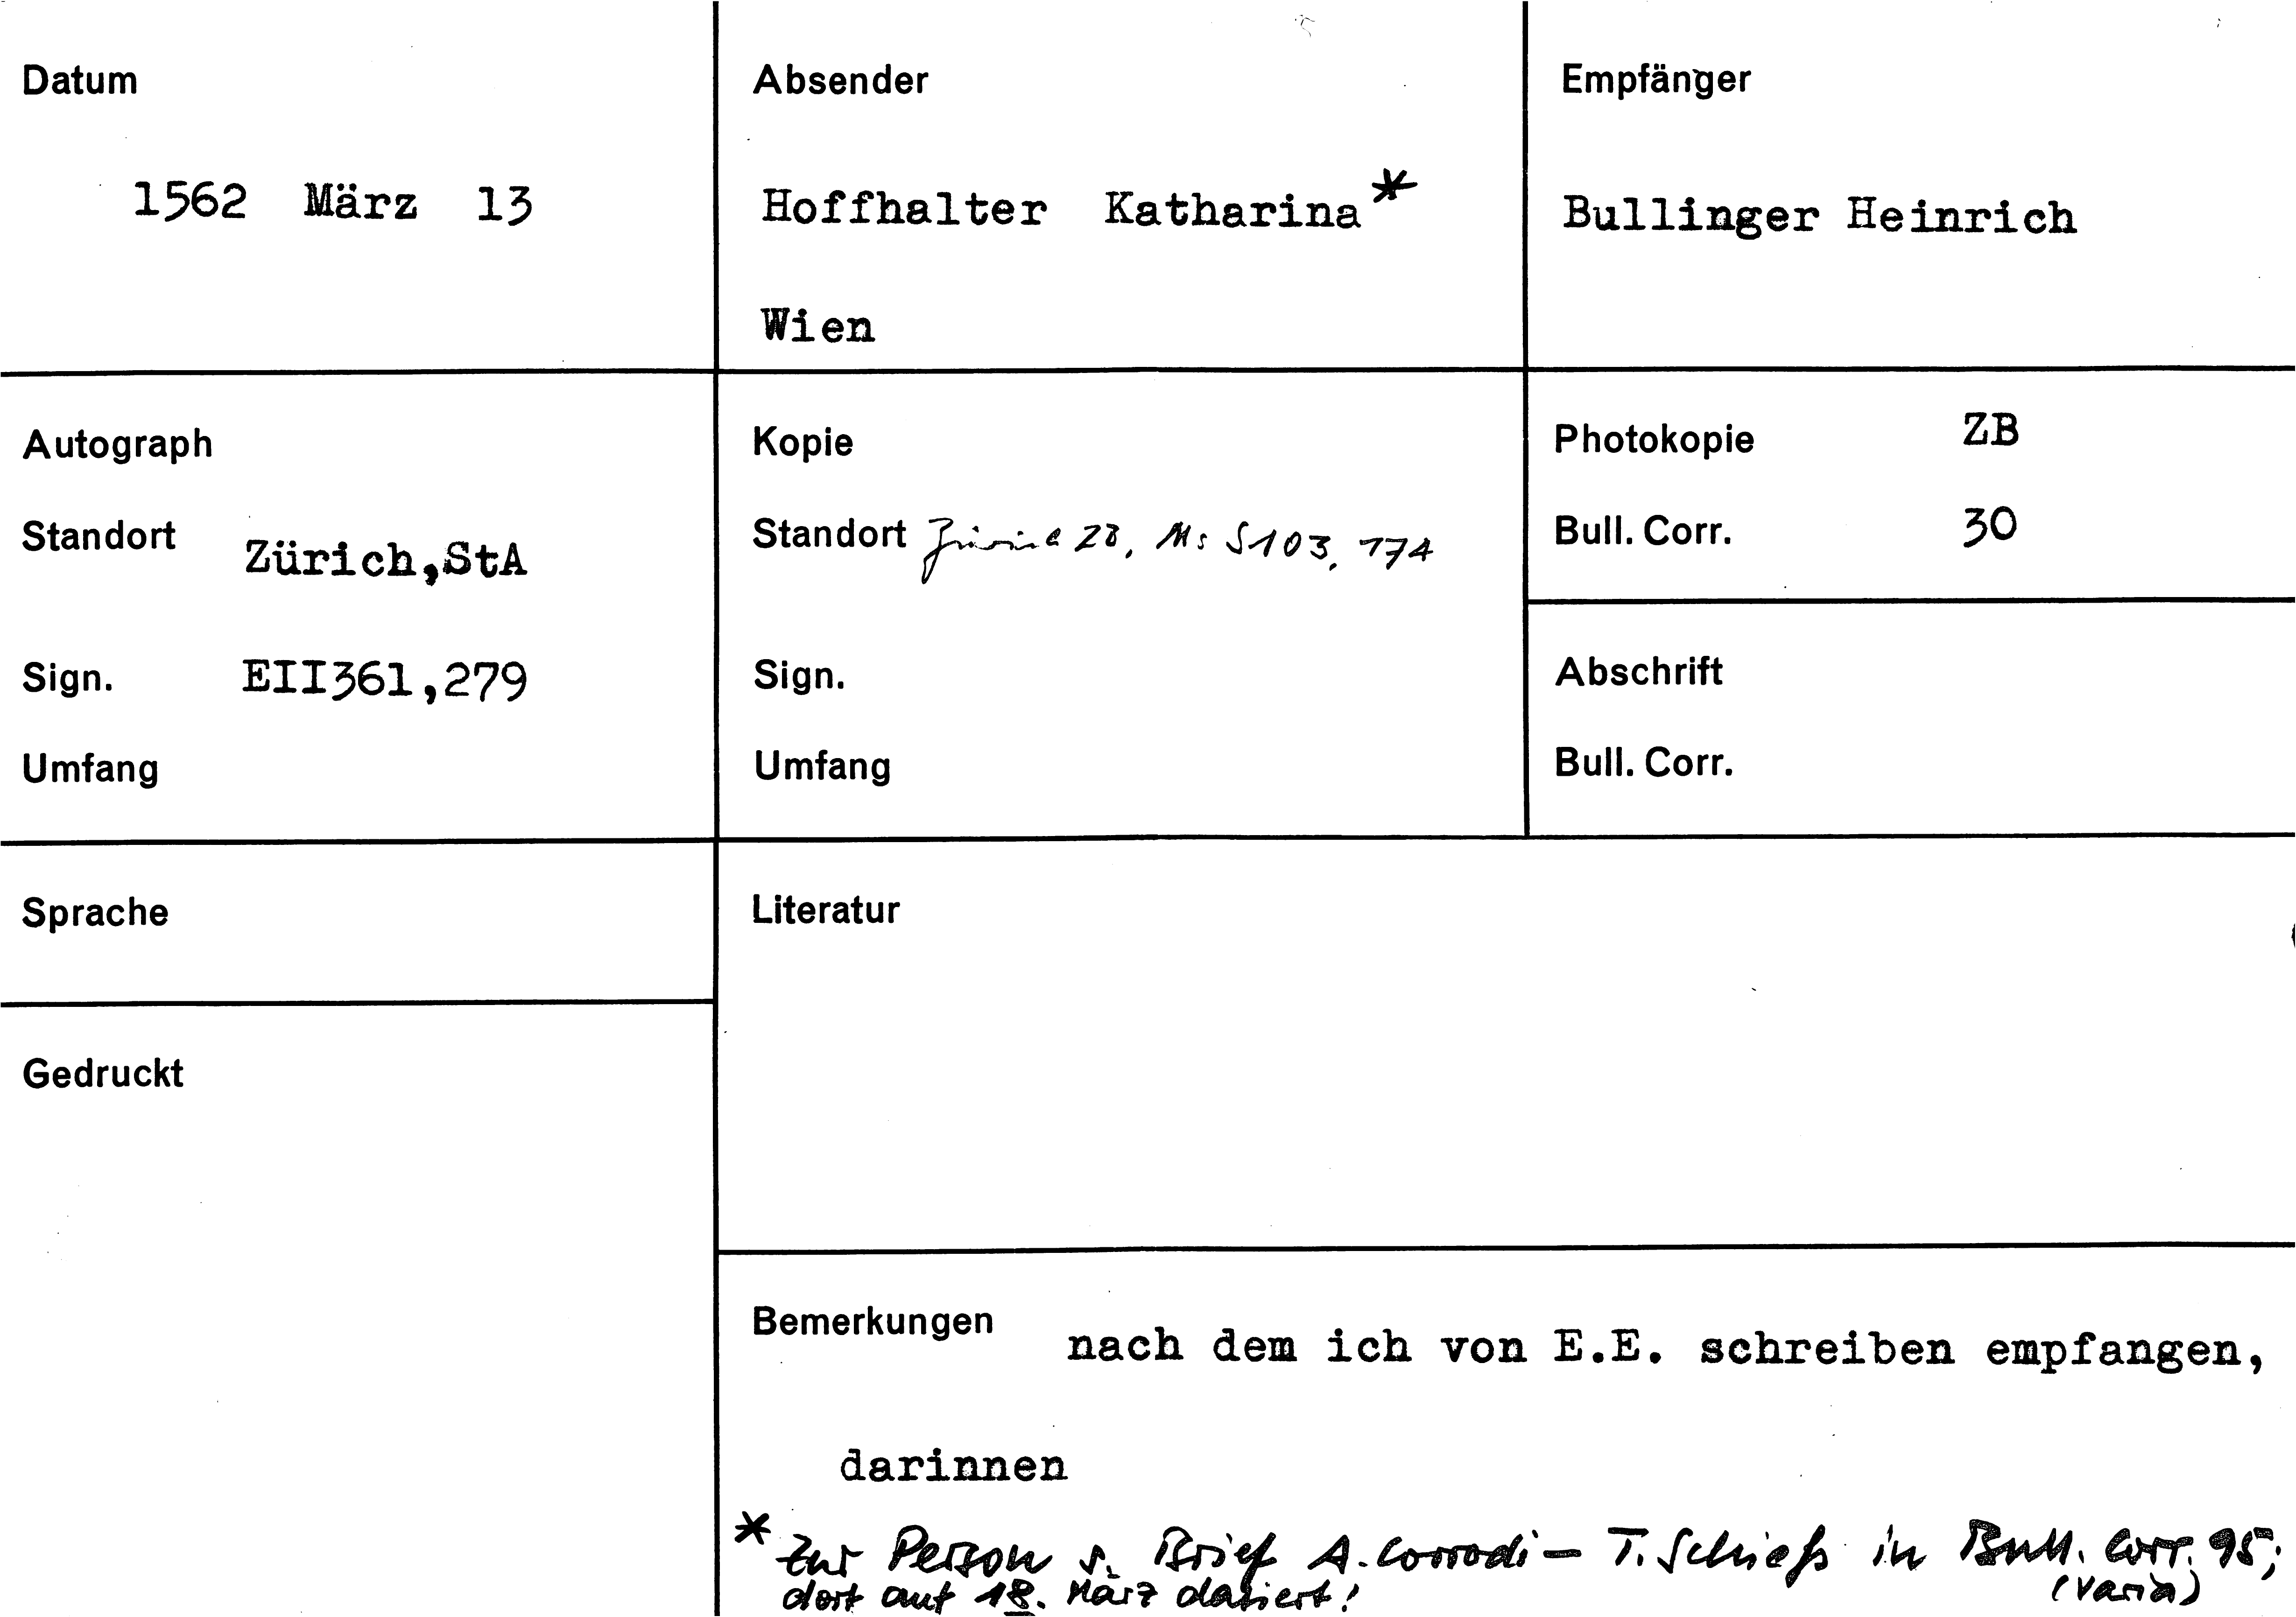 Datum
1562 März 13
Absender
Hoffhalter Katharina*
Wien
Empfänger
Bullinger Heinrich
Autograph
Standort Zürich,StA
Sign. EII361,279
Umfang
Kopie
Standort Zürich ZB, Ms S103, 174
Sign.
Umfang
Photokopie ZB
Bull. Corr. 30
Abschrift
Bull. Corr.
Sprache
Gedruckt
Literatur
Bemerkungen nach dem ich von E.E. schreiben empfangen,
darinnen
* Zur Person s. Brief A. Corrodi – T. Schieß in Bull. Corr. 95;
(Varia)
dort auf 18. März datiert!